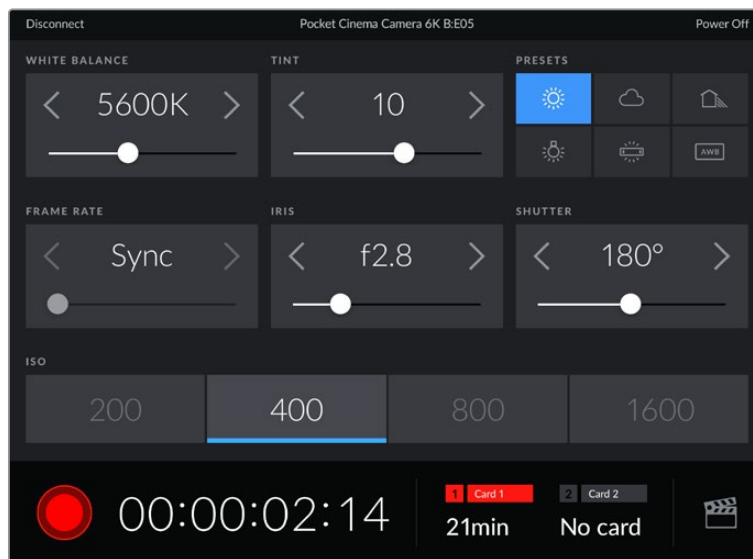 Disconnect Pocket Cinema Camera 6K B:E05 Power Off
WHITE BALANCE TINT PRESETS
5600K 10
AWB
FRAME RATE IRIS SHUTTER
Sync f2.8 180°
ISO
200 400 800 1600
00:00:02:14
1 Card 1 2 Card 2
21min No card